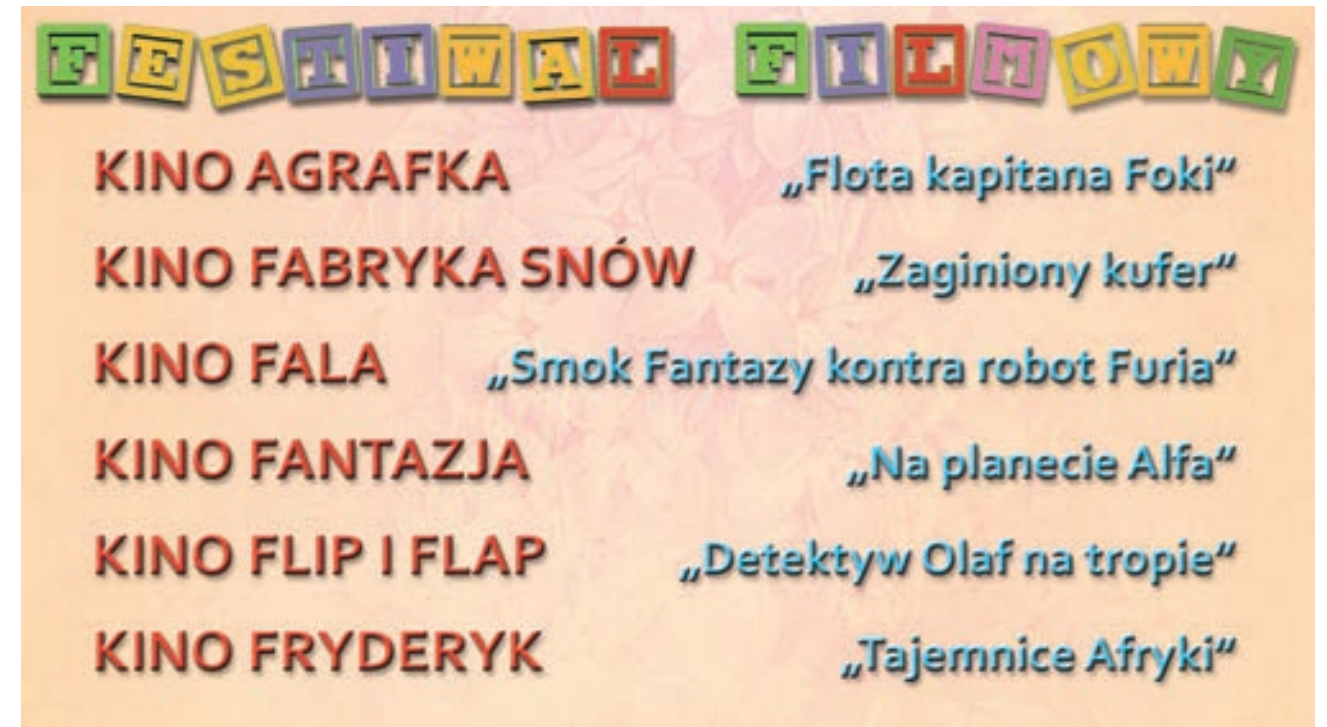 FESTIWAL FILMOWY
KINO AGRAFKA „Flota kapitana Foki”
KINO FABRYKA SNÓW „Zaginiony kufer”
KINO FALA „Smok Fantazy kontra robot Furia”
KINO FANTAZJA „Na planecie Alfa”
KINO FLIP I FLAP „Detektyw Olaf na tropie”
KINO FRYDERYK „Tajemnice Afryki”